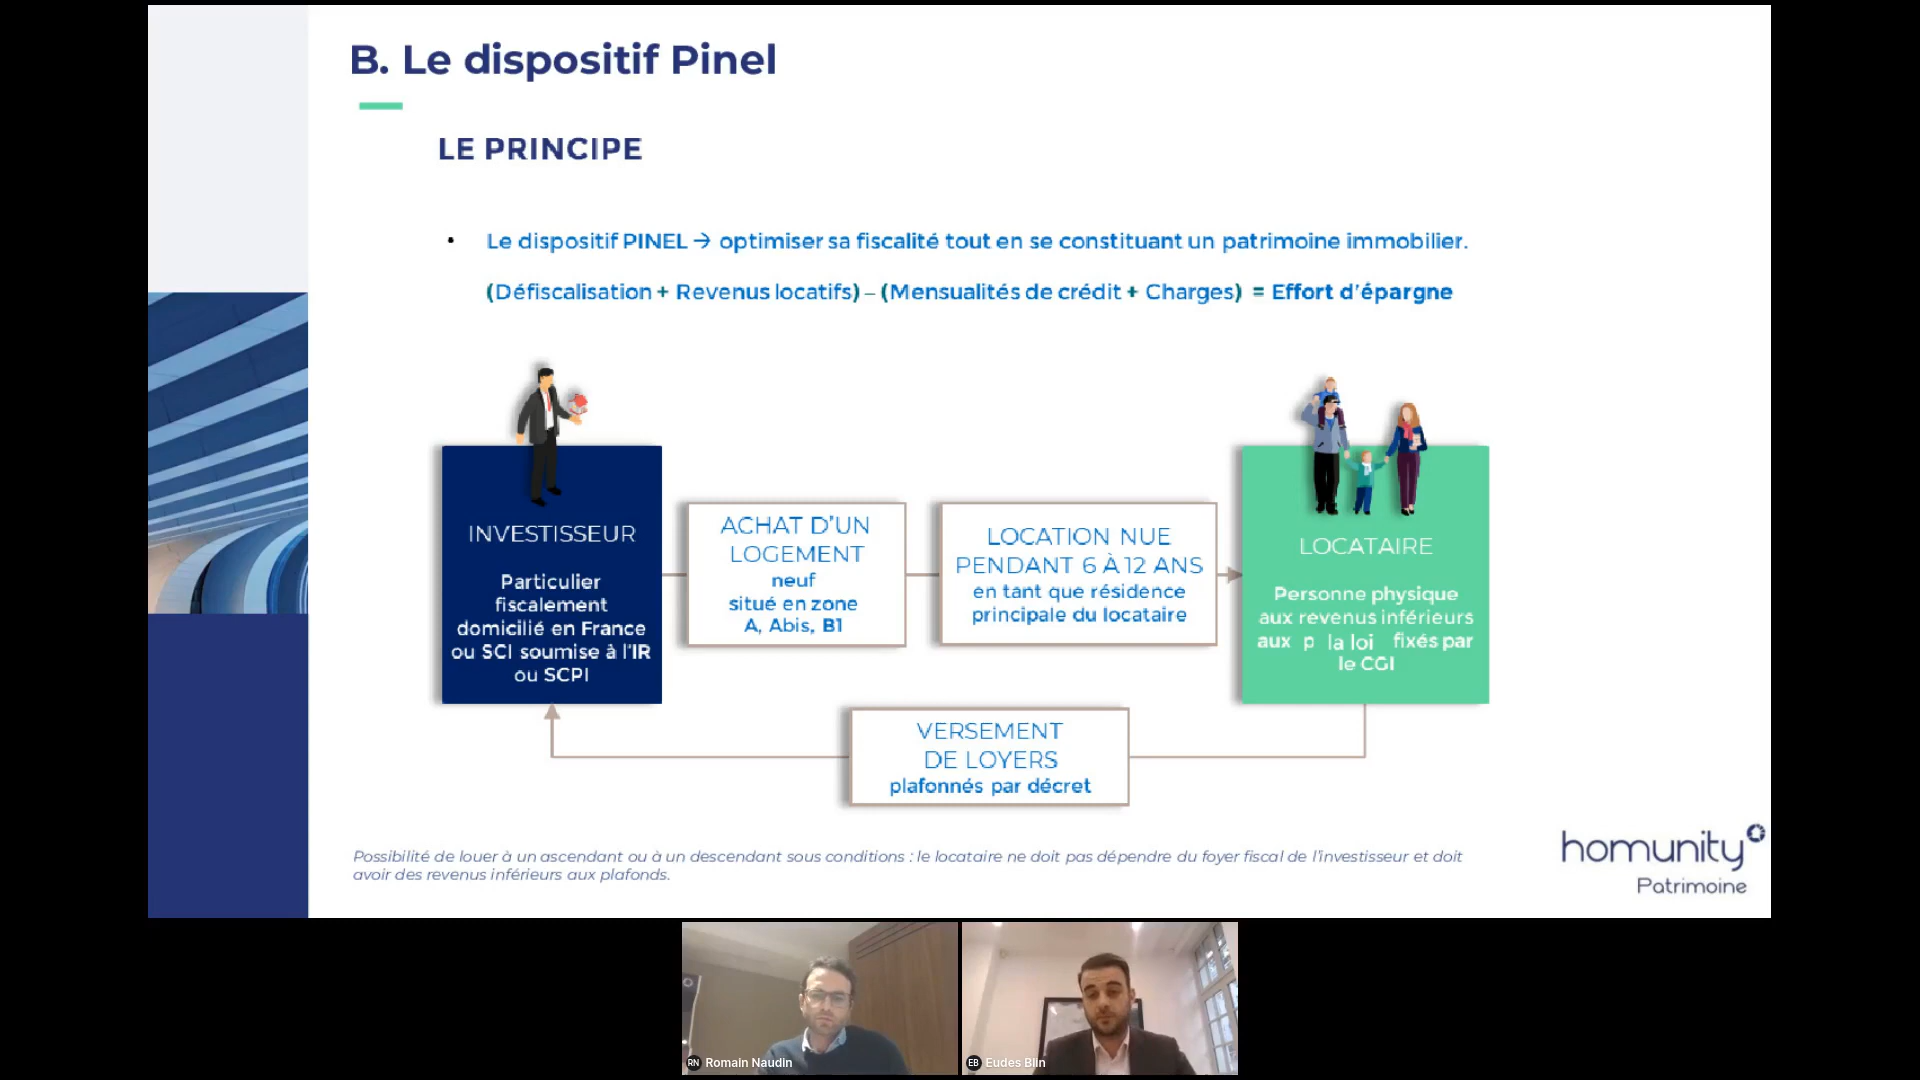 B. Le dispositif Pinel
LE PRINCIPE
• Le dispositif PINEL → optimiser sa fiscalité tout en se constituant un patrimoine immobilier.
(Défiscalisation + Revenus locatifs) – (Mensualités de crédit + Charges) = Effort d'épargne
INVESTISSEUR
Particulier
fiscalement
domicilié en France
ou SCI soumise à l'IR
ou SCPI
ACHAT D'UN
LOGEMENT
neuf
situé en zone
A, Abis, B1
LOCATION NUE
PENDANT 6 À 12 ANS
en tant que résidence
principale du locataire
LOCATAIRE
Personne physique
aux revenus inférieurs
aux p la loi fixés par
le CGI
VERSEMENT
DE LOYERS
plafonnés par décret
Possibilité de louer à un ascendant ou à un descendant sous conditions : le locataire ne doit pas dépendre du foyer fiscal de l'investisseur et doit
avoir des revenus inférieurs aux plafonds.
homunity
Patrimoine
RN Romain Naudin
EB Eudes Blin